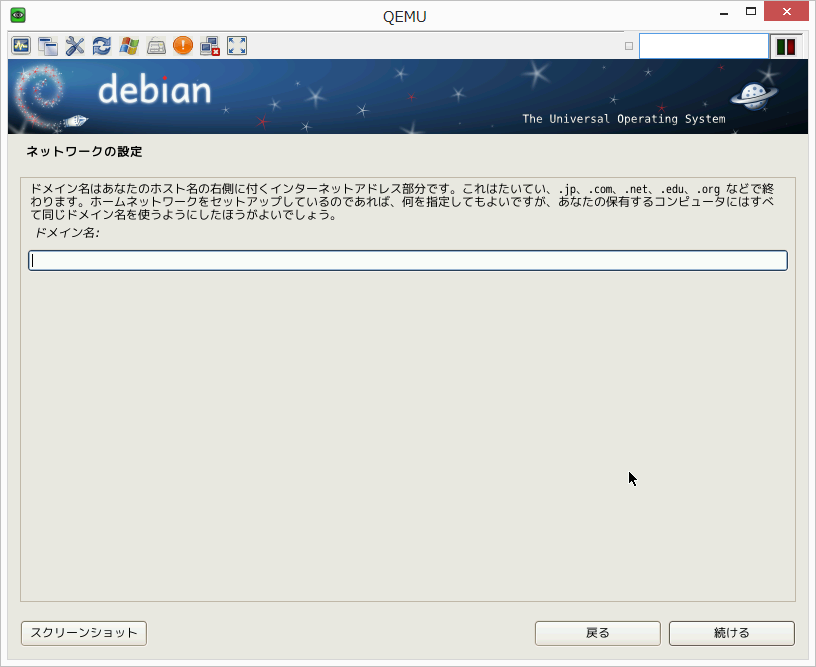 QEMU
debian
The Universal Operating System
ネットワークの設定
ドメイン名はあなたのホスト名の右側に付くインターネットアドレス部分です。これはたいてい、.jp、.com、.net、.edu、.org などで終
わります。ホームネットワークをセットアップしているのであれば、何を指定してもよいですが、あなたの保有するコンピュータにはすべ
て同じドメイン名を使うようにしたほうがよいでしょう。
ドメイン名:
スクリーンショット
戻る
続ける